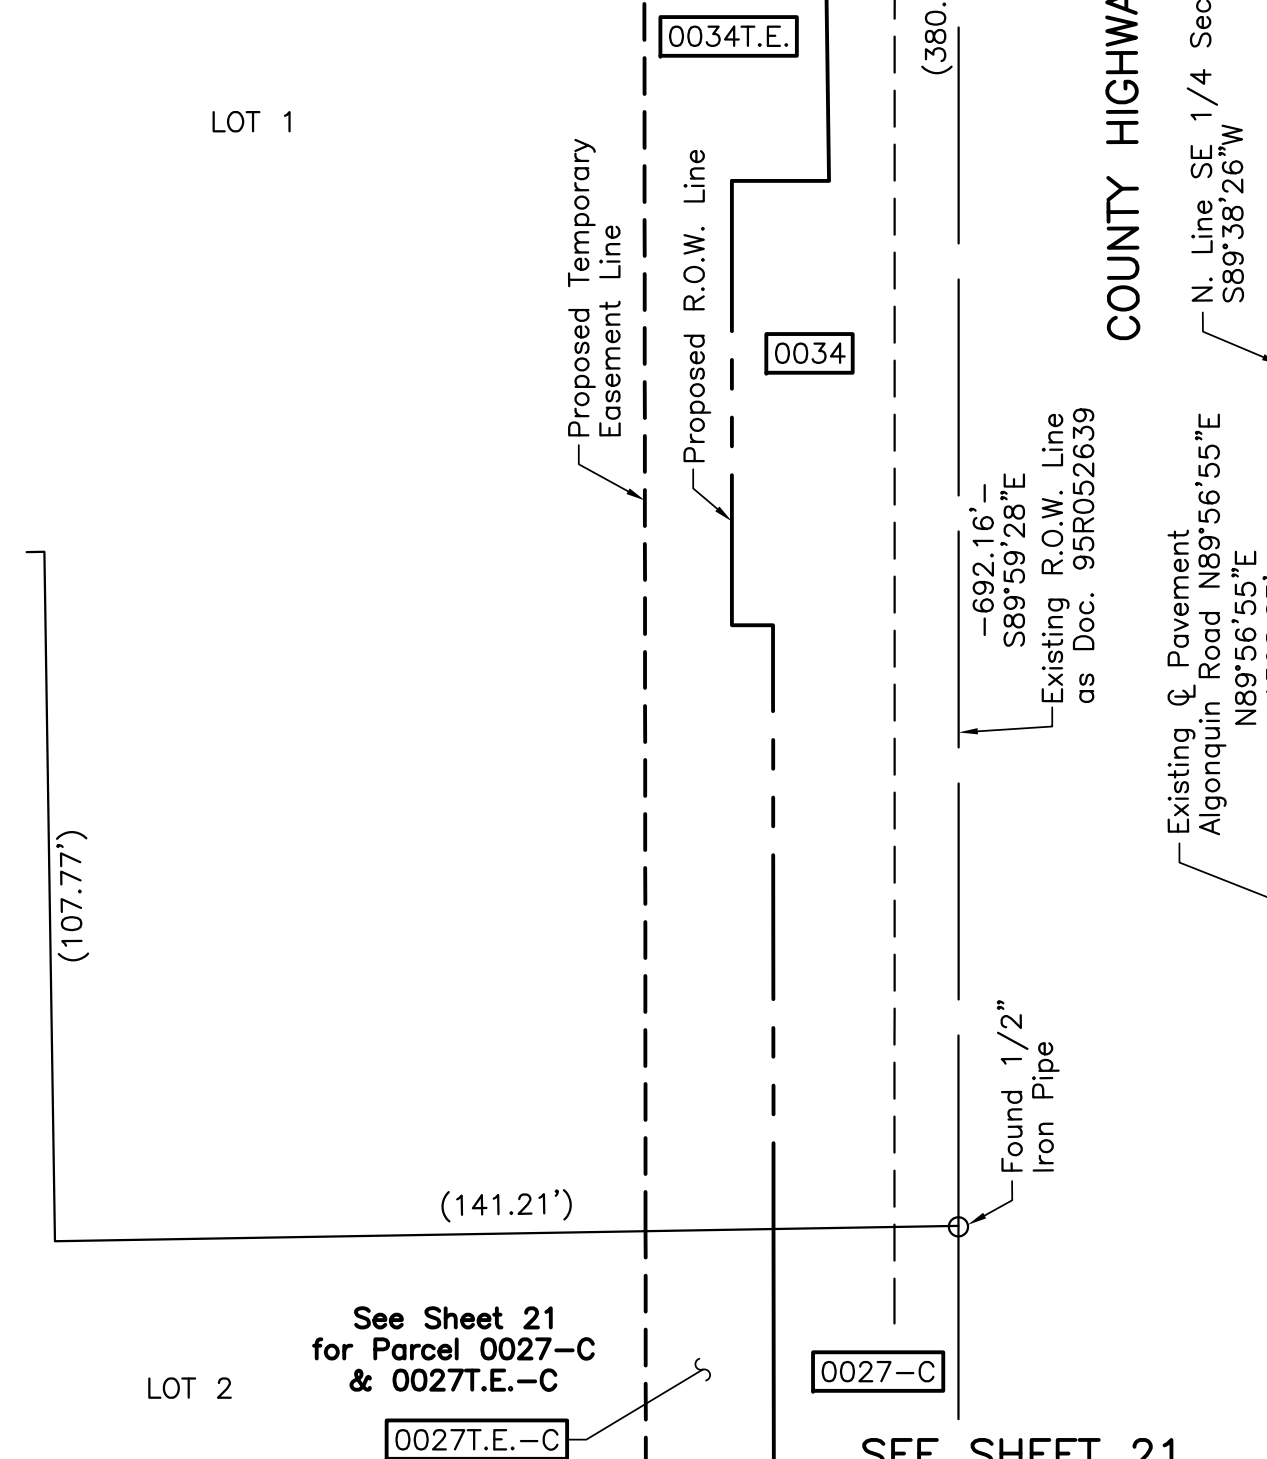 0034T.E.
(380.
COUNTY HIGHWA
N. Line SE 1/4 Sec
S89°38'26"W
LOT 1
Proposed Temporary
Easement Line
Proposed R.O.W. Line
0034
-692.16'-
S89°59'28"E
Existing R.O.W. Line
as Doc. 95R052639
Existing ℄ Pavement
Algonquin Road N89°56'55"E
N89°56'55"E
(107.77')
Found 1/2"
Iron Pipe
(141.21')
See Sheet 21
for Parcel 0027-C
& 0027T.E.-C
0027-C
LOT 2
0027T.E.-C
SEE SHEET 21